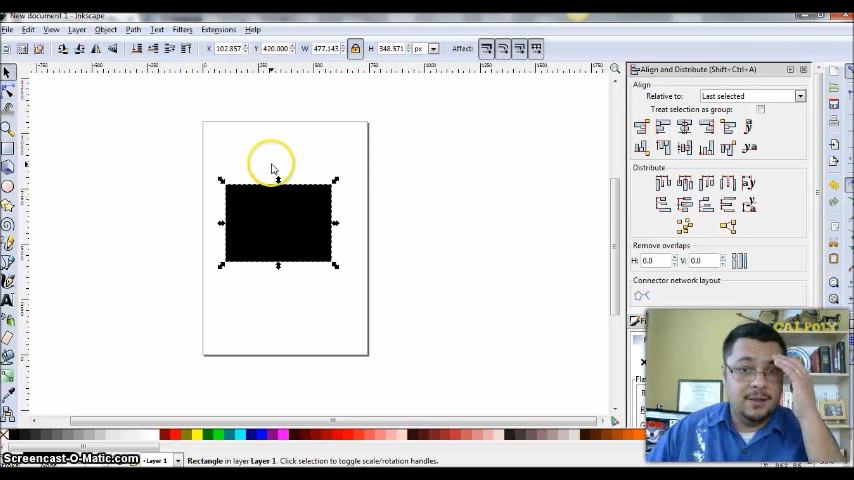 New document 1 - Inkscape
File Edit View Layer Object Path Text Filters Extensions Help
X 102.857 Y 420.000 W 477.143 H 348.571 px Affect:
Align and Distribute (Shift+Ctrl+A)
Align
Relative to: Last selected
Treat selection as group:
Distribute
Remove overlaps
H: 0.0 V: 0.0
Connector network layout
CAL POLY
Layer 1
Rectangle in layer Layer 1. Click selection to toggle scale/rotation handles.
Screencast-O-Matic.com